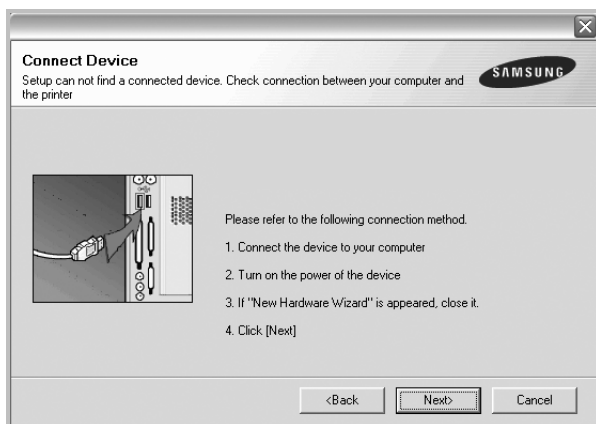 Connect Device
Setup can not find a connected device. Check connection between your computer and
the printer
SAMSUNG
Please refer to the following connection method.
1. Connect the device to your computer
2. Turn on the power of the device
3. If "New Hardware Wizard" is appeared, close it.
4. Click [Next]
<Back
Next>
Cancel